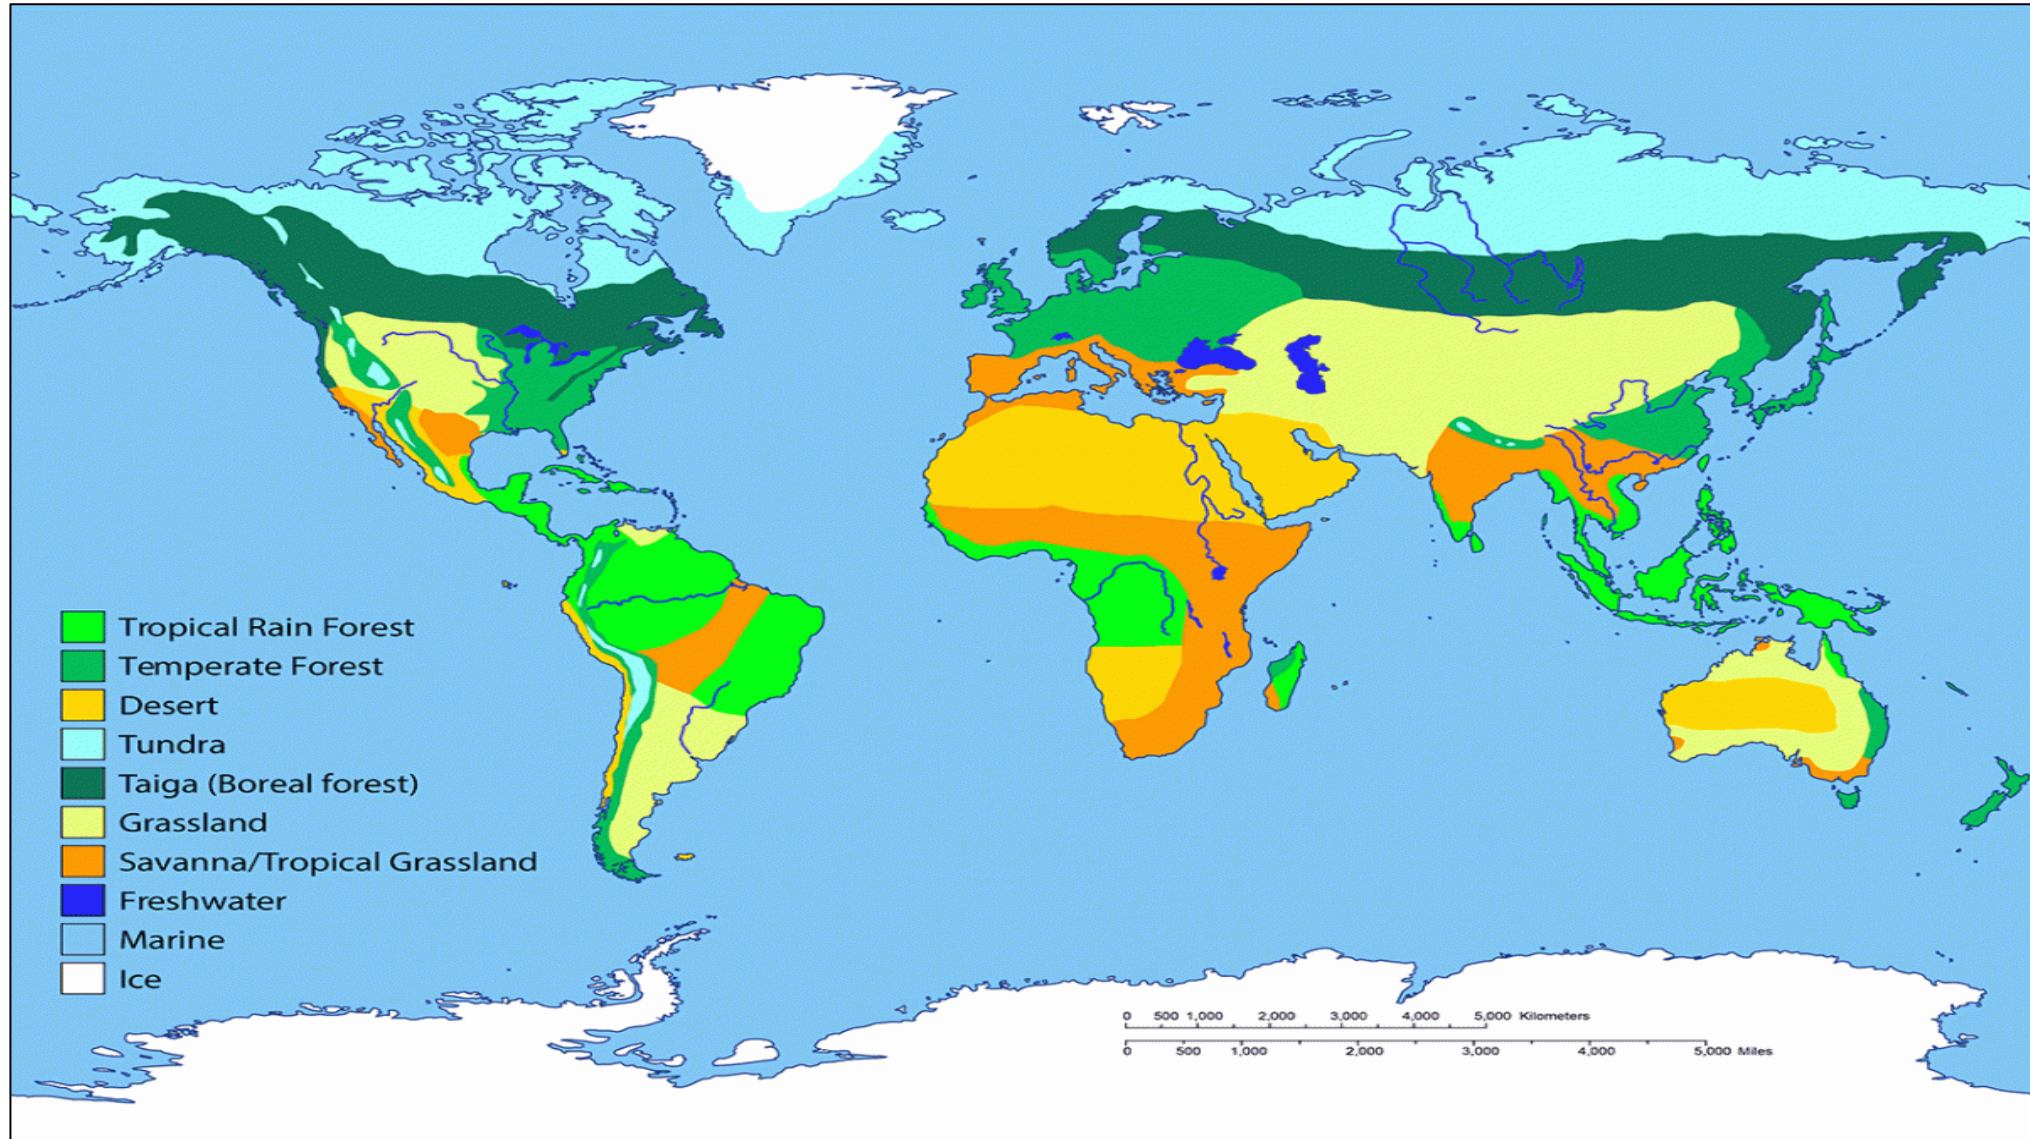 Tropical Rain Forest
Temperate Forest
Desert
Tundra
Taiga (Boreal forest)
Grassland
Savanna/Tropical Grassland
Freshwater
Marine
Ice
0 500 1,000 2,000 3,000 4,000 5,000 Kilometers
0 500 1,000 2,000 3,000 4,000 5,000 Miles